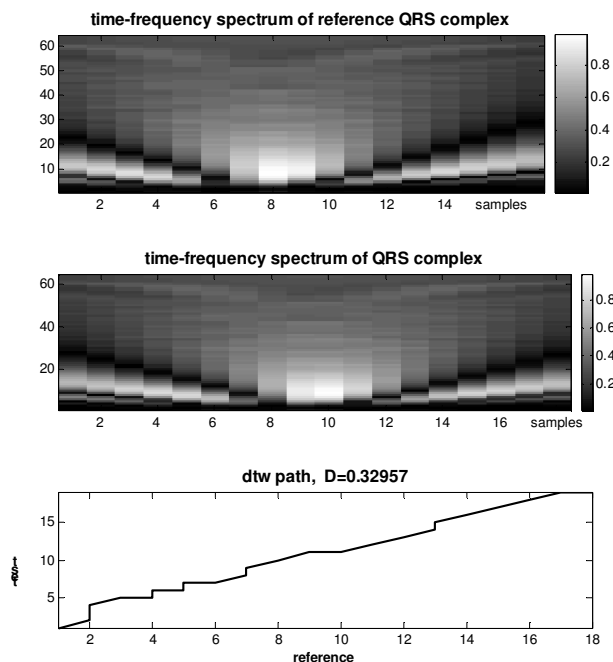 time-frequency spectrum of reference QRS complex
60
50
40
30
20
10
0.8
0.6
0.4
0.2
2 4 6 8 10 12 14 samples
time-frequency spectrum of QRS complex
60
40
20
0.8
0.6
0.4
0.2
2 4 6 8 10 12 14 16 samples
dtw path, D=0.32957
15
10
5
2 4 6 8 10 12 14 16 18
reference